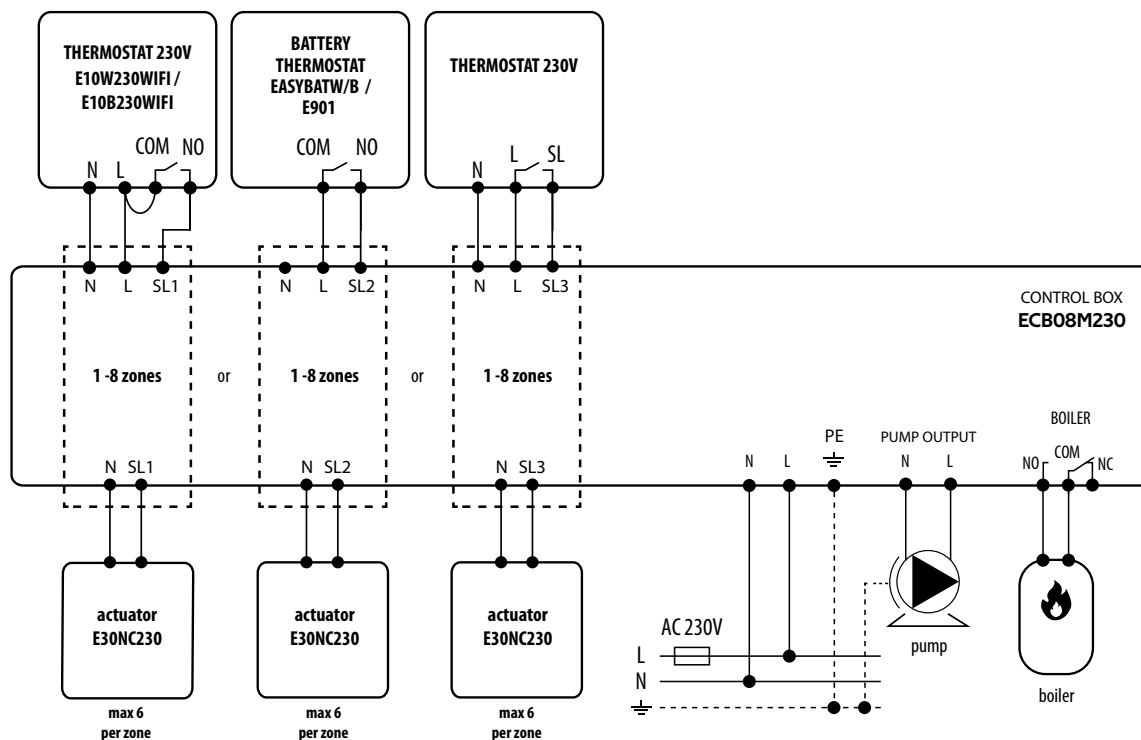 THERMOSTAT 230V
E10W230WIFI /
E10B230WIFI
COM NO
N L
BATTERY
THERMOSTAT
EASYBATW/B /
E901
COM NO
THERMOSTAT 230V
L SL
N
N L SL1
N L SL2
N L SL3
CONTROL BOX
ECB08M230
1 -8 zones
or
1 -8 zones
or
1 -8 zones
N SL1
N SL2
N SL3
N L
PE
PUMP OUTPUT
N L
BOILER
NO COM NC
actuator
E30NC230
max 6
per zone
actuator
E30NC230
max 6
per zone
actuator
E30NC230
max 6
per zone
AC 230V
L
N
pump
boiler